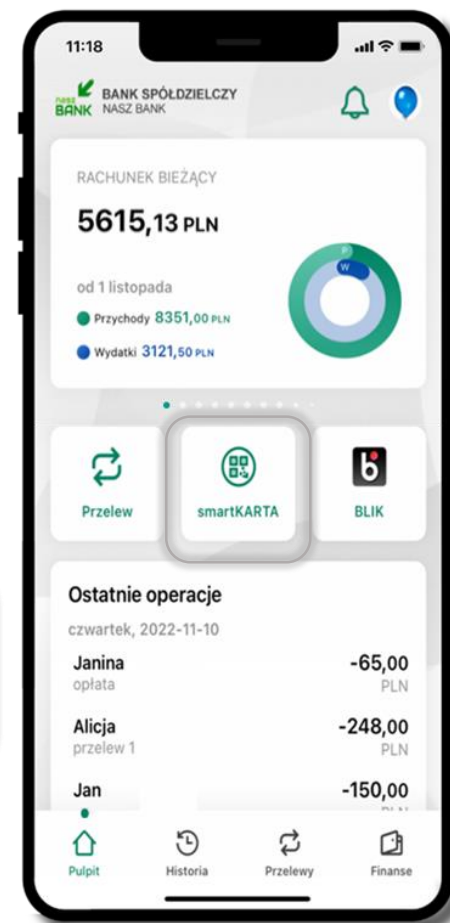 11:18
nasz
BANK
BANK SPÓŁDZIELCZY
NASZ BANK
RACHUNEK BIEŻĄCY
5615,13 PLN
od 1 listopada
Przychody 8351,00 PLN
Wydatki 3121,50 PLN
P
W
Przelew
smartKARTA
BLIK
Ostatnie operacje
czwartek, 2022-11-10
Janina -65,00
opłata PLN
Alicja -248,00
przelew 1 PLN
Jan -150,00
Pulpit
Historia
Przelewy
Finanse